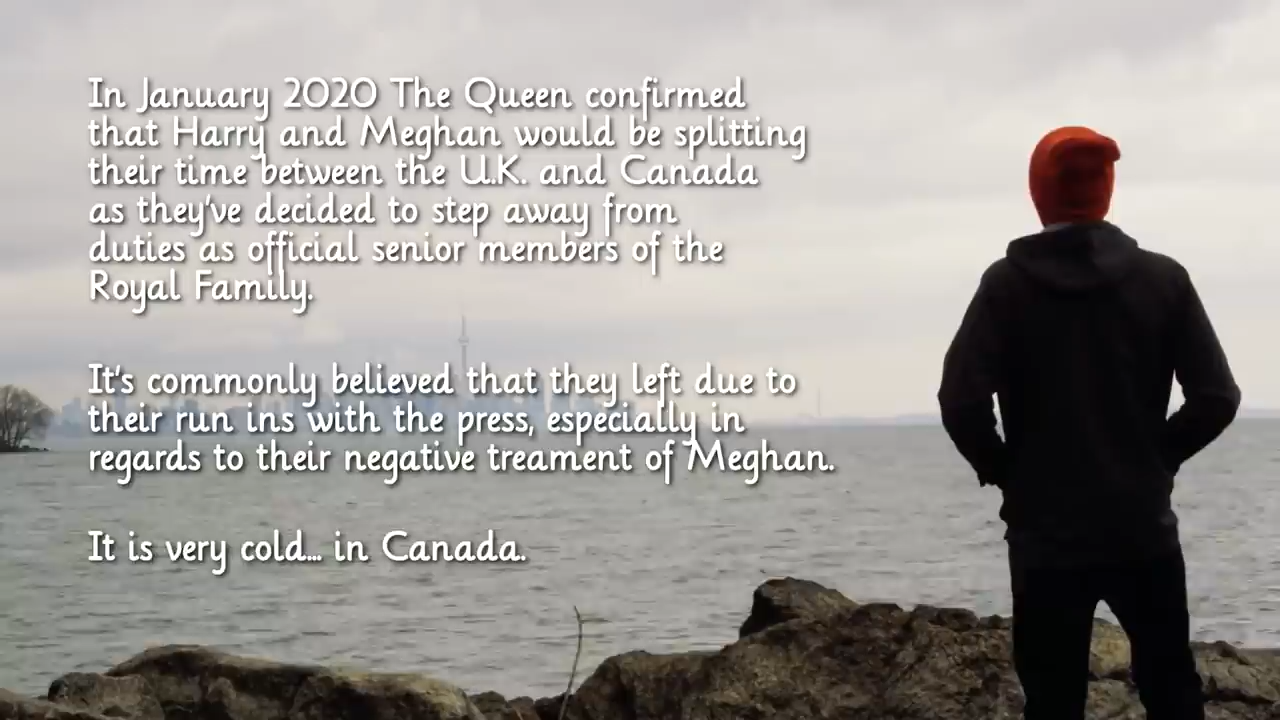 In January 2020 The Queen confirmed
that Harry and Meghan would be splitting
their time between the U.K. and Canada
as they've decided to step away from
duties as official senior members of the
Royal Family.
It's commonly believed that they left due to
their run ins with the press, especially in
regards to their negative treament of Meghan.
It is very cold... in Canada.